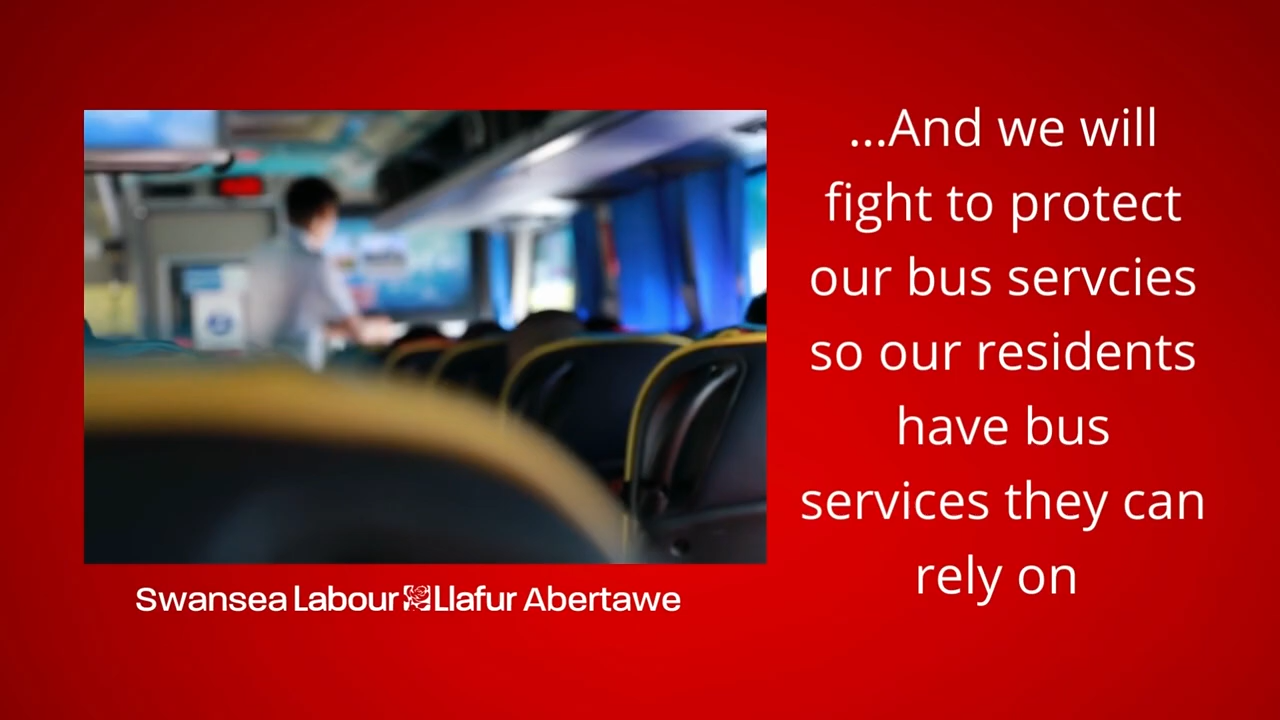 ...And we will
fight to protect
our bus servcies
so our residents
have bus
services they can
rely on
Swansea Labour Llafur Abertawe